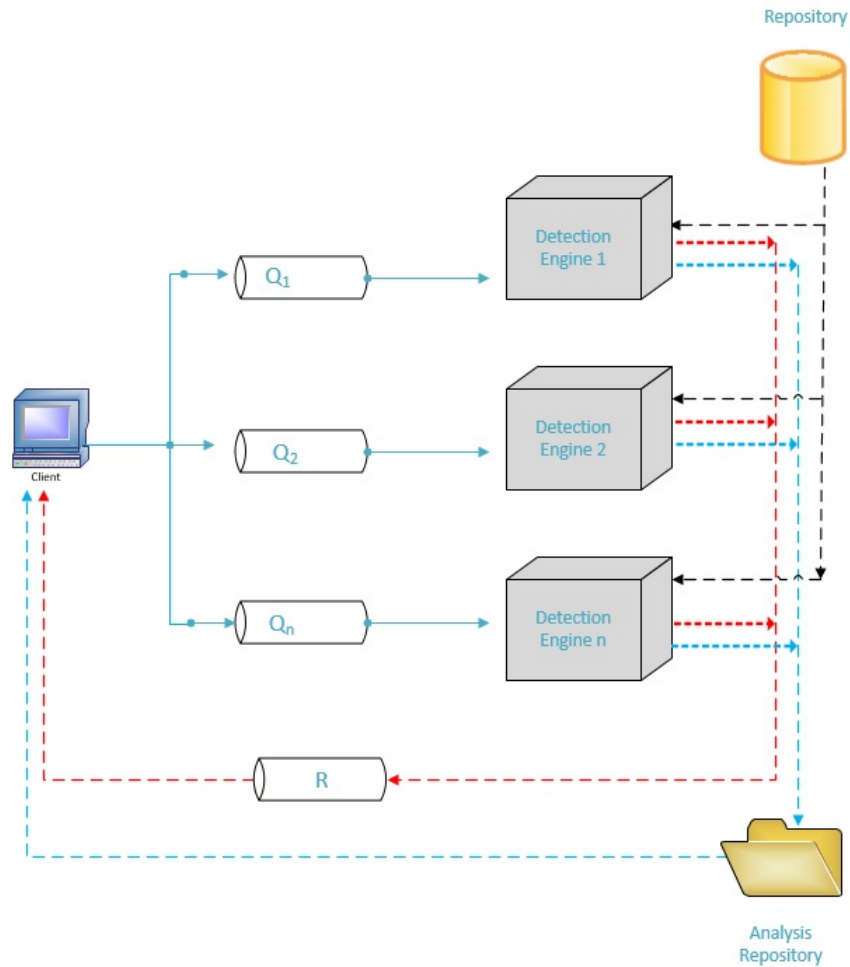 Repository
Detection
Engine 1
Q₁
Detection
Engine 2
Q₂
Client
Detection
Engine n
Qₙ
R
Analysis
Repository